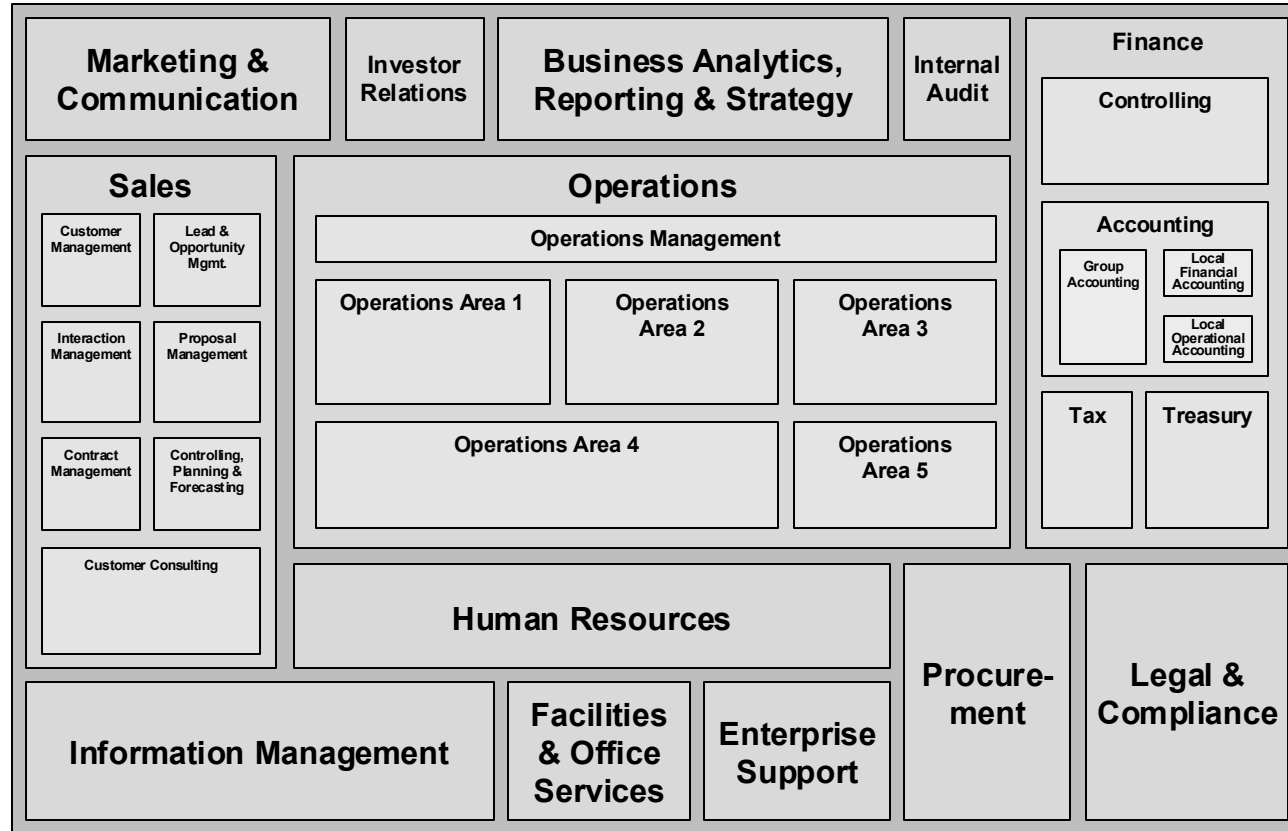 Marketing &
Communication
Investor
Relations
Business Analytics,
Reporting & Strategy
Internal
Audit
Finance
Controlling
Accounting
Group
Accounting
Local
Financial
Accounting
Local
Operational
Accounting
Tax
Treasury
Sales
Customer
Management
Lead &
Opportunity
Mgmt.
Interaction
Management
Proposal
Management
Contract
Management
Controlling,
Planning &
Forecasting
Customer Consulting
Operations
Operations Management
Operations Area 1
Operations
Area 2
Operations
Area 3
Operations Area 4
Operations
Area 5
Human Resources
Procure-
ment
Legal &
Compliance
Information Management
Facilities
& Office
Services
Enterprise
Support